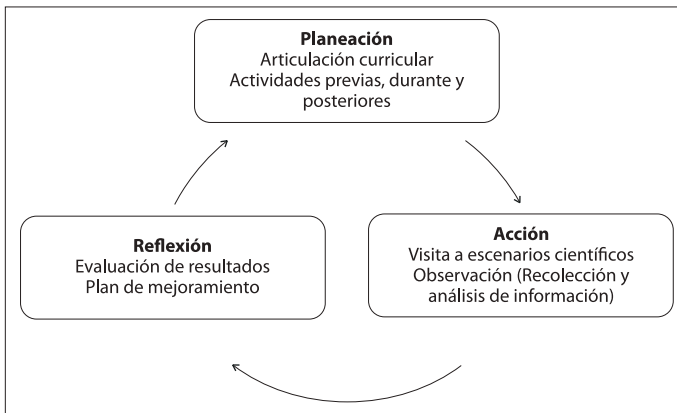 Planeación
Articulación curricular
Actividades previas, durante y
posteriores
Reflexión
Evaluación de resultados
Plan de mejoramiento
Acción
Visita a escenarios científicos
Observación (Recolección y
análisis de información)